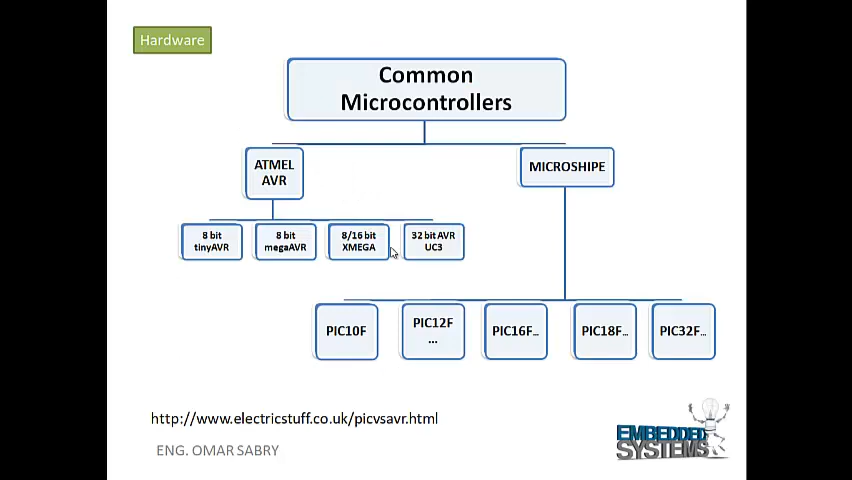 Hardware
Common
Microcontrollers
ATMEL
AVR
MICROSHIPE
8 bit
tinyAVR
8 bit
megaAVR
8/16 bit
XMEGA
32 bit AVR
UC3
PIC10F
PIC12F
...
PIC16F...
PIC18F...
PIC32F...
http://www.electricstuff.co.uk/picvsavr.html
ENG. OMAR SABRY
EMBEDDED
SYSTEMS